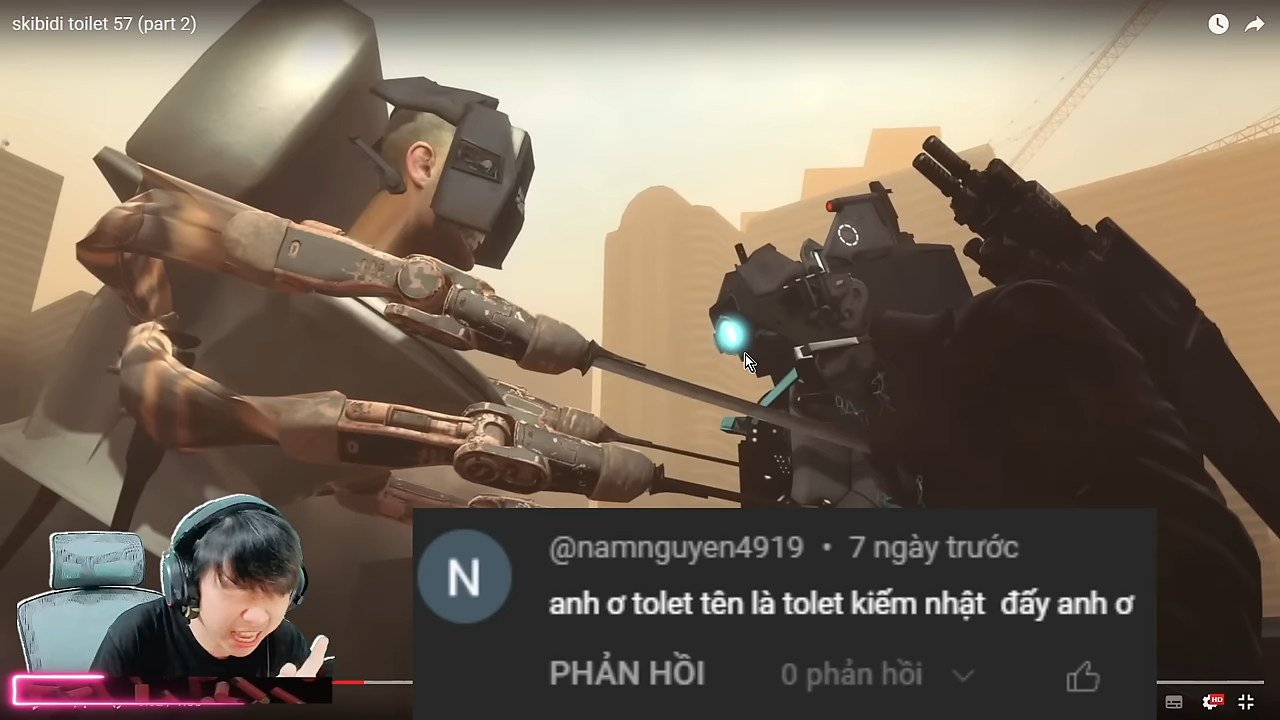 skibidi toilet 57 (part 2)
N
@namnguyen4919 • 7 ngày trước
anh ơ tolet tên là tolet kiếm nhật đấy anh ơ
PHẢN HỒI 0 phản hồi
HD